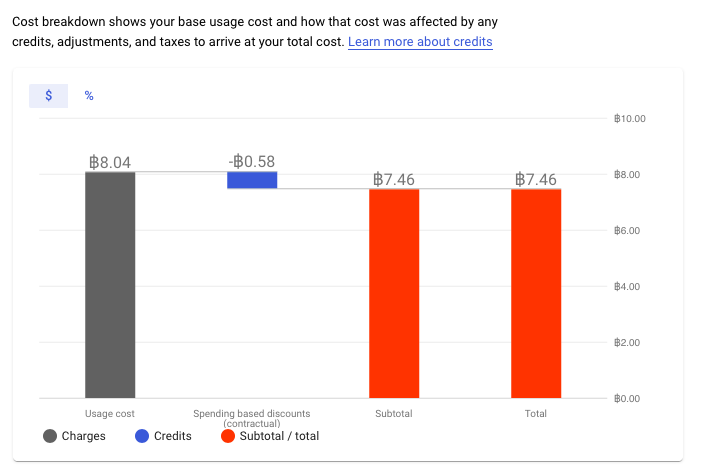 Cost breakdown shows your base usage cost and how that cost was affected by any
credits, adjustments, and taxes to arrive at your total cost. Learn more about credits
$ %
฿10.00
฿8.00
฿6.00
฿4.00
฿2.00
฿0.00
฿8.04
-฿0.58
฿7.46
฿7.46
Usage cost
Spending based discounts
(contractual)
Subtotal
Total
Charges
Credits
Subtotal / total